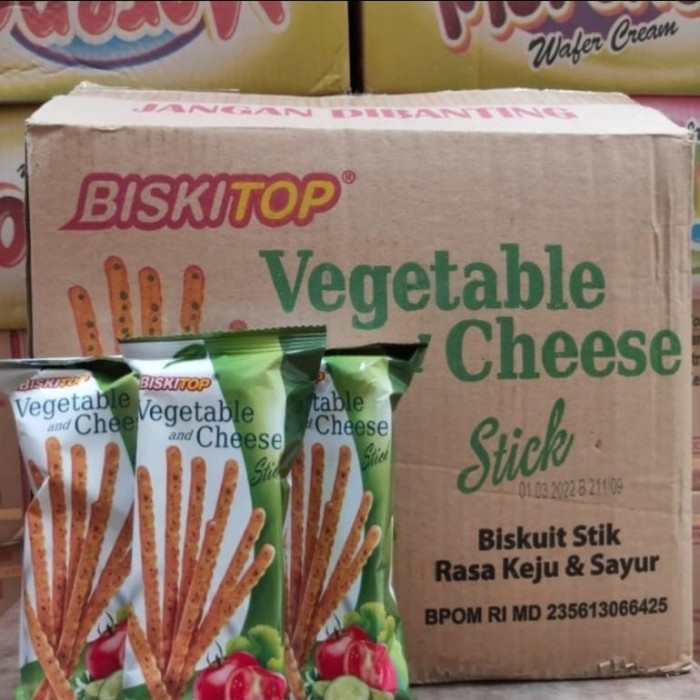 Wafer Cream
JANGAN DIBANTING
BISKITOP®
Vegetable
Cheese
Stick
01 03 2022 B 211/09
Biskuit Stik
Rasa Keju & Sayur
BPOM RI MD 235613066425
BISKITOP
Vegetable
and Cheese
BISKITOP
Vegetable
and Cheese
Stick
TOP
table
Cheese
Stick